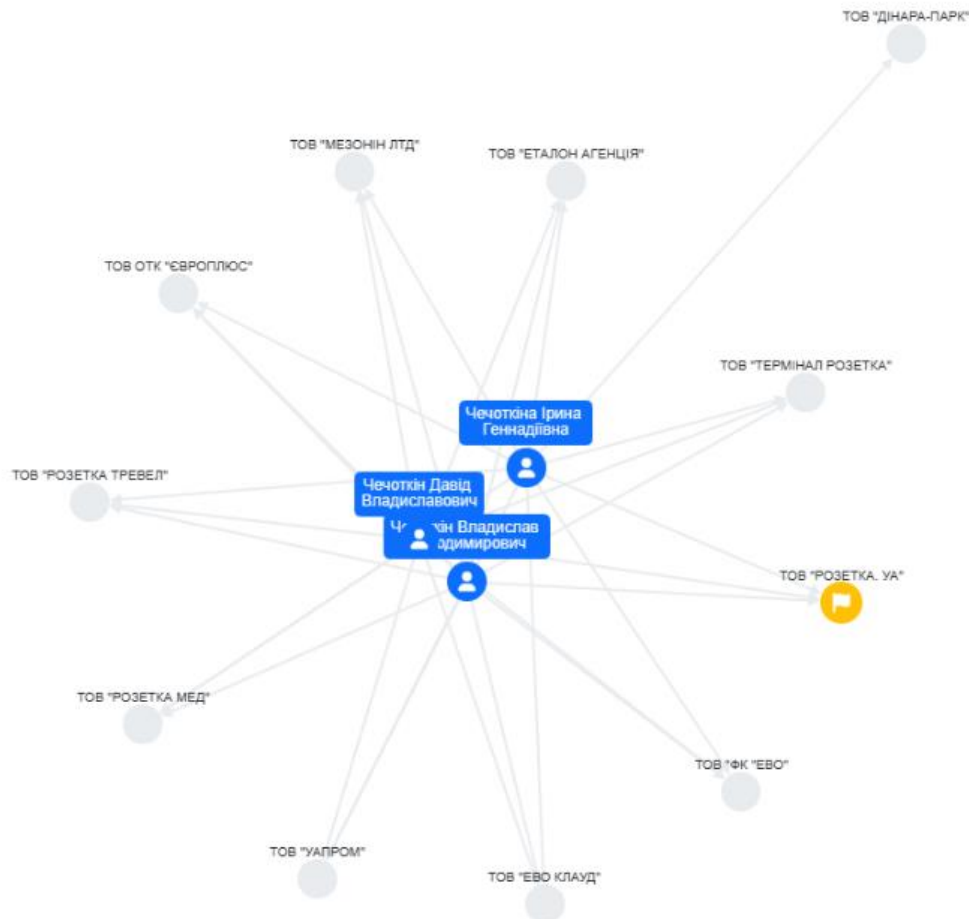 ТОВ "ДІНАРА-ПАРК"
ТОВ "МЕЗОНІН ЛТД"
ТОВ "ЕТАЛОН АГЕНЦІЯ"
ТОВ ОТК "ЄВРОПЛЮС"
ТОВ "ТЕРМІНАЛ РОЗЕТКА"
Чечоткіна Ірина
Геннадіївна
ТОВ "РОЗЕТКА ТРЕВЕЛ"
Чечоткін Давід
Владиславович
Владислав
ТОВ "РОЗЕТКА. УА"
ТОВ "РОЗЕТКА МЕД"
ТОВ "ФК "ЕВО"
ТОВ "УАПРОМ"
ТОВ "ЕВО КЛАУД"